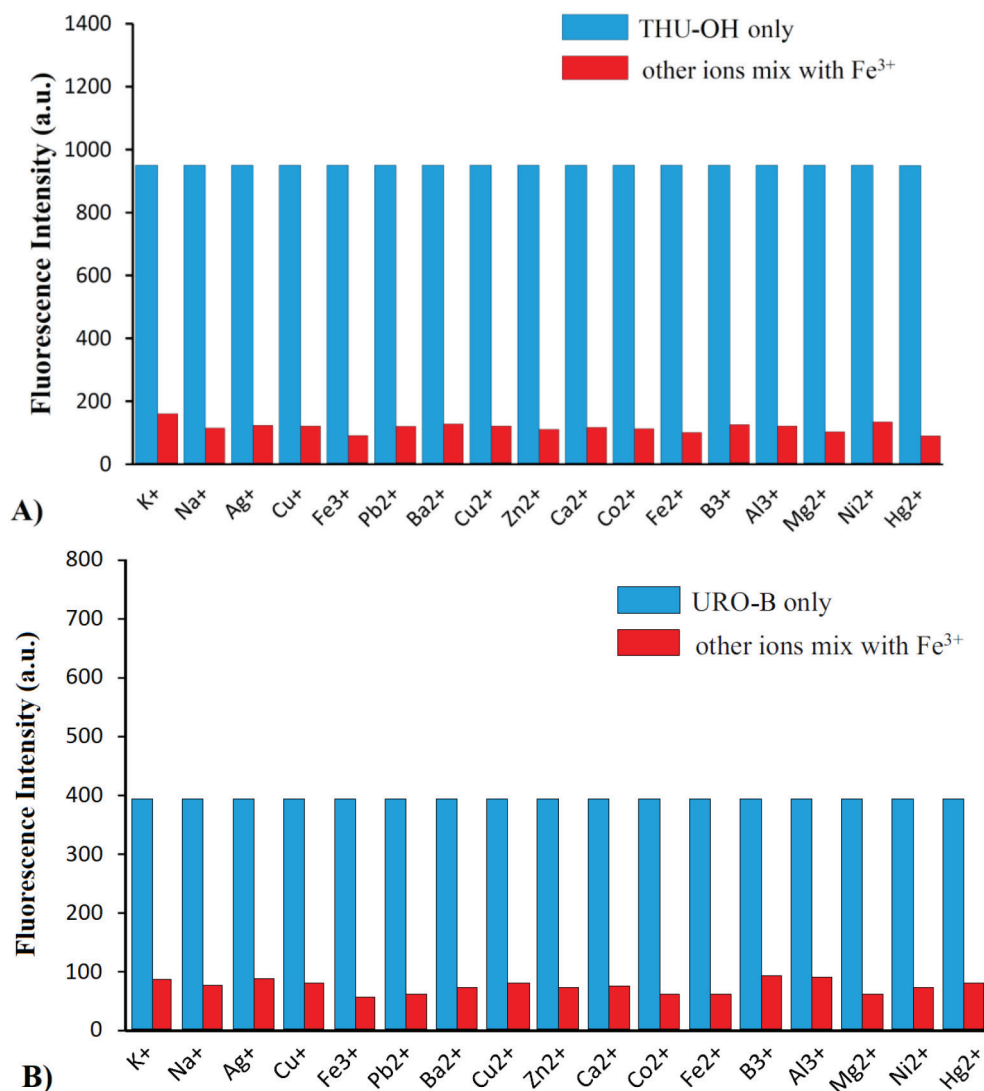 1400
1200
1000
800
600
400
200
0
Fluorescence Intensity (a.u.)
THU-OH only
other ions mix with Fe³⁺
K+ Na+ Ag+ Cu+ Fe3+ Pb2+ Ba2+ Cu2+ Zn2+ Ca2+ Co2+ Fe2+ B3+ Al3+ Mg2+ Ni2+ Hg2+
A)
800
700
600
500
400
300
200
100
0
Fluorescence Intensity (a.u.)
URO-B only
other ions mix with Fe³⁺
K+ Na+ Ag+ Cu+ Fe3+ Pb2+ Ba2+ Cu2+ Zn2+ Ca2+ Co2+ Fe2+ B3+ Al3+ Mg2+ Ni2+ Hg2+
B)